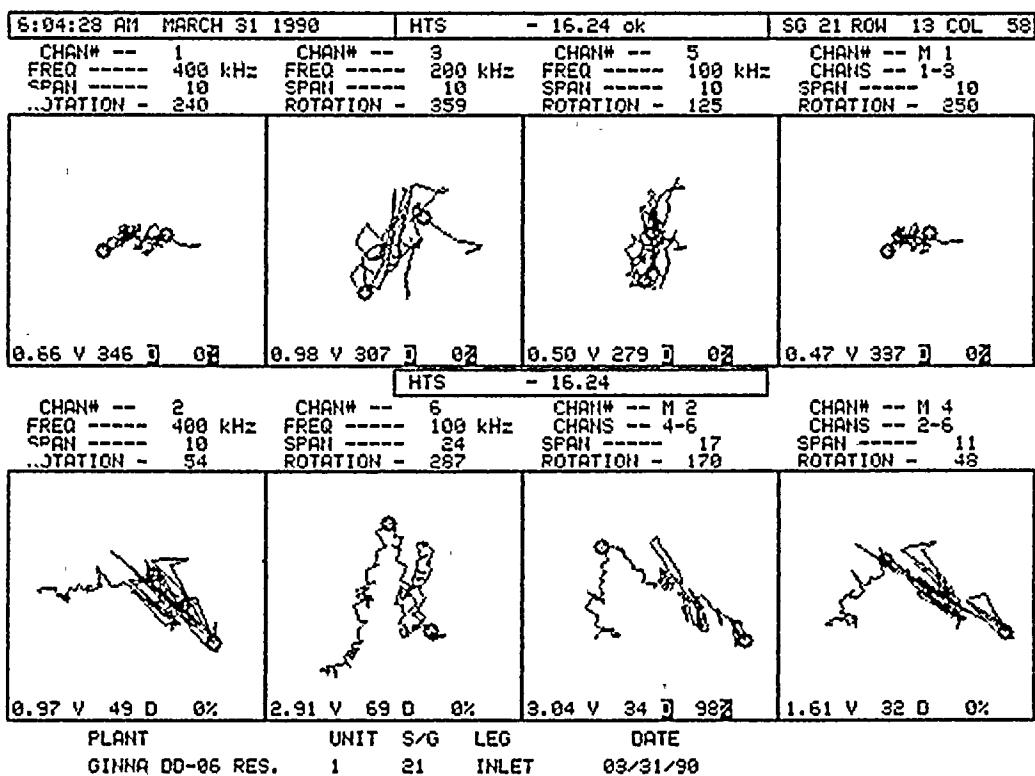 6:04:28 AM MARCH 31 1990 HTS - 16.24 ok SG 21 ROW 13 COL 58
CHAN# -- 1 CHAN# -- 3 CHAN# -- 5 CHAN# -- M 1
FREQ ----- 400 kHz FREQ ----- 200 kHz FREQ ----- 100 kHz CHANS -- 1-3
SPAN ----- 10 SPAN ----- 10 SPAN ----- 10 SPAN ----- 10
..OTATION - 240 ROTATION - 359 ROTATION - 125 ROTATION - 250
0.66 V 346 D 0% 0.98 V 307 D 0% 0.50 V 279 D 0% 0.47 V 337 D 0%
HTS - 16.24
CHAN# -- 2 CHAN# -- 6 CHAN# -- M 2 CHAN# -- M 4
FREQ ----- 400 kHz FREQ ----- 100 kHz CHANS -- 4-6 CHANS -- 2-6
SPAN ----- 10 SPAN ----- 24 SPAN ----- 17 SPAN ----- 11
..OTATION - 54 ROTATION - 287 ROTATION - 170 ROTATION - 48
0.97 V 49 D 0% 2.91 V 69 D 0% 3.04 V 34 D 98% 1.61 V 32 D 0%
PLANT UNIT S/G LEG DATE
GINNA DD-06 RES. 1 21 INLET 03/31/90